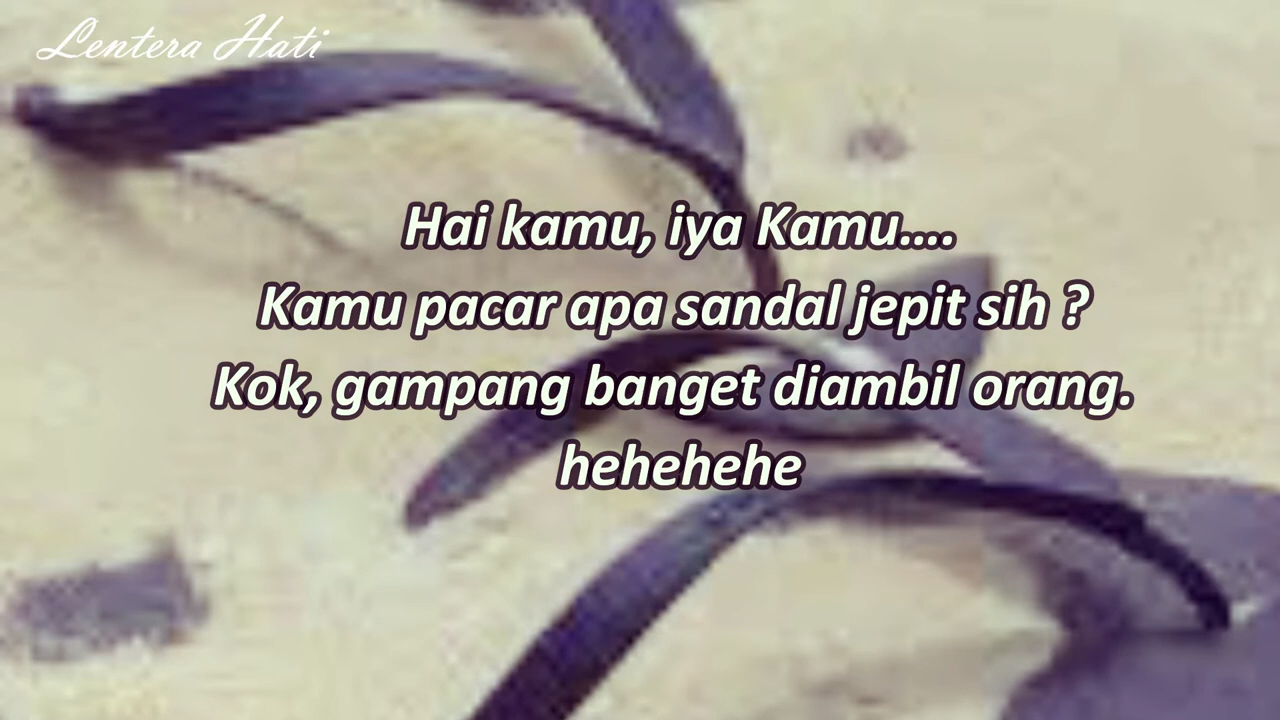 Lentera Hati
Hai kamu, iya Kamu....
Kamu pacar apa sandal jepit sih ?
Kok, gampang banget diambil orang.
hehehehe